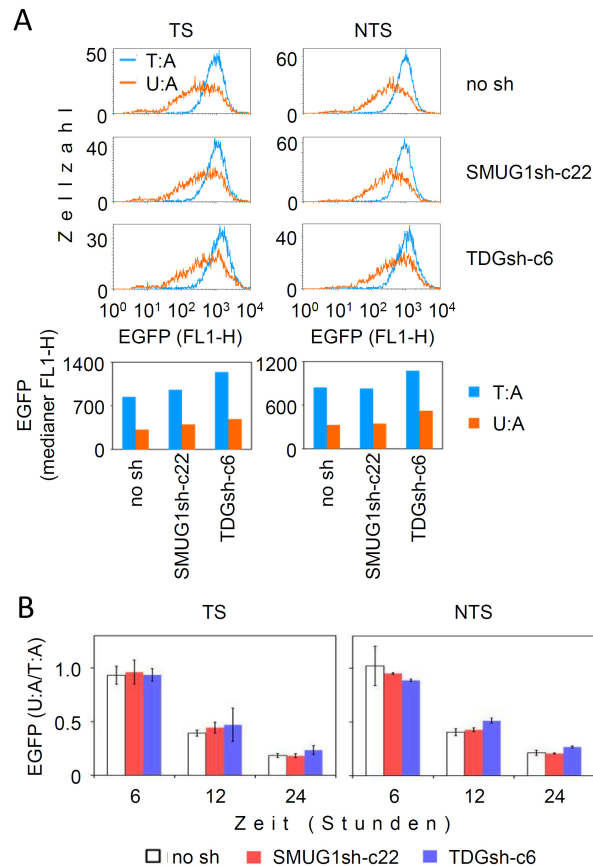 A
TS
NTS
50
0
T:A
U:A
60
0
no sh
Zellzahl
40
0
60
0
SMUG1sh-c22
30
0
40
0
TDGsh-c6
10^0 10^1 10^2 10^3 10^4
10^0 10^1 10^2 10^3 10^4
EGFP (FL1-H)
EGFP (FL1-H)
EGFP
(medianer FL1-H)
1400
700
0
1200
600
0
T:A
U:A
no sh
SMUG1sh-c22
TDGsh-c6
no sh
SMUG1sh-c22
TDGsh-c6
B
TS
NTS
EGFP (U:A/T:A)
1.0
0.5
0
6 12 24
6 12 24
Zeit (Stunden)
no sh SMUG1sh-c22 TDGsh-c6